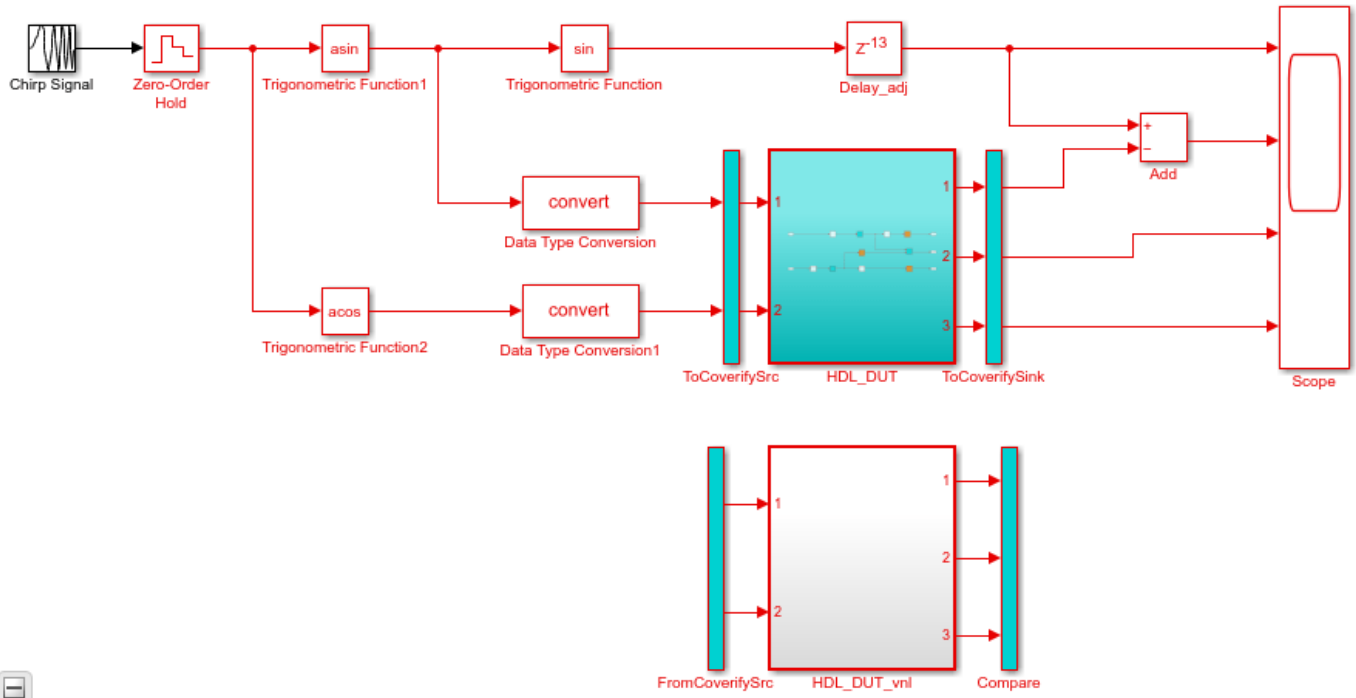 asin
sin
Z-13
Chirp Signal
Zero-Order
Hold
Trigonometric Function1
Trigonometric Function
Delay_adj
+
−
Add
convert
Data Type Conversion
1
2
1
2
3
acos
Trigonometric Function2
convert
Data Type Conversion1
ToCoverifySrc
HDL_DUT
ToCoverifySink
Scope
1
2
1
2
3
FromCoverifySrc
HDL_DUT_vnl
Compare